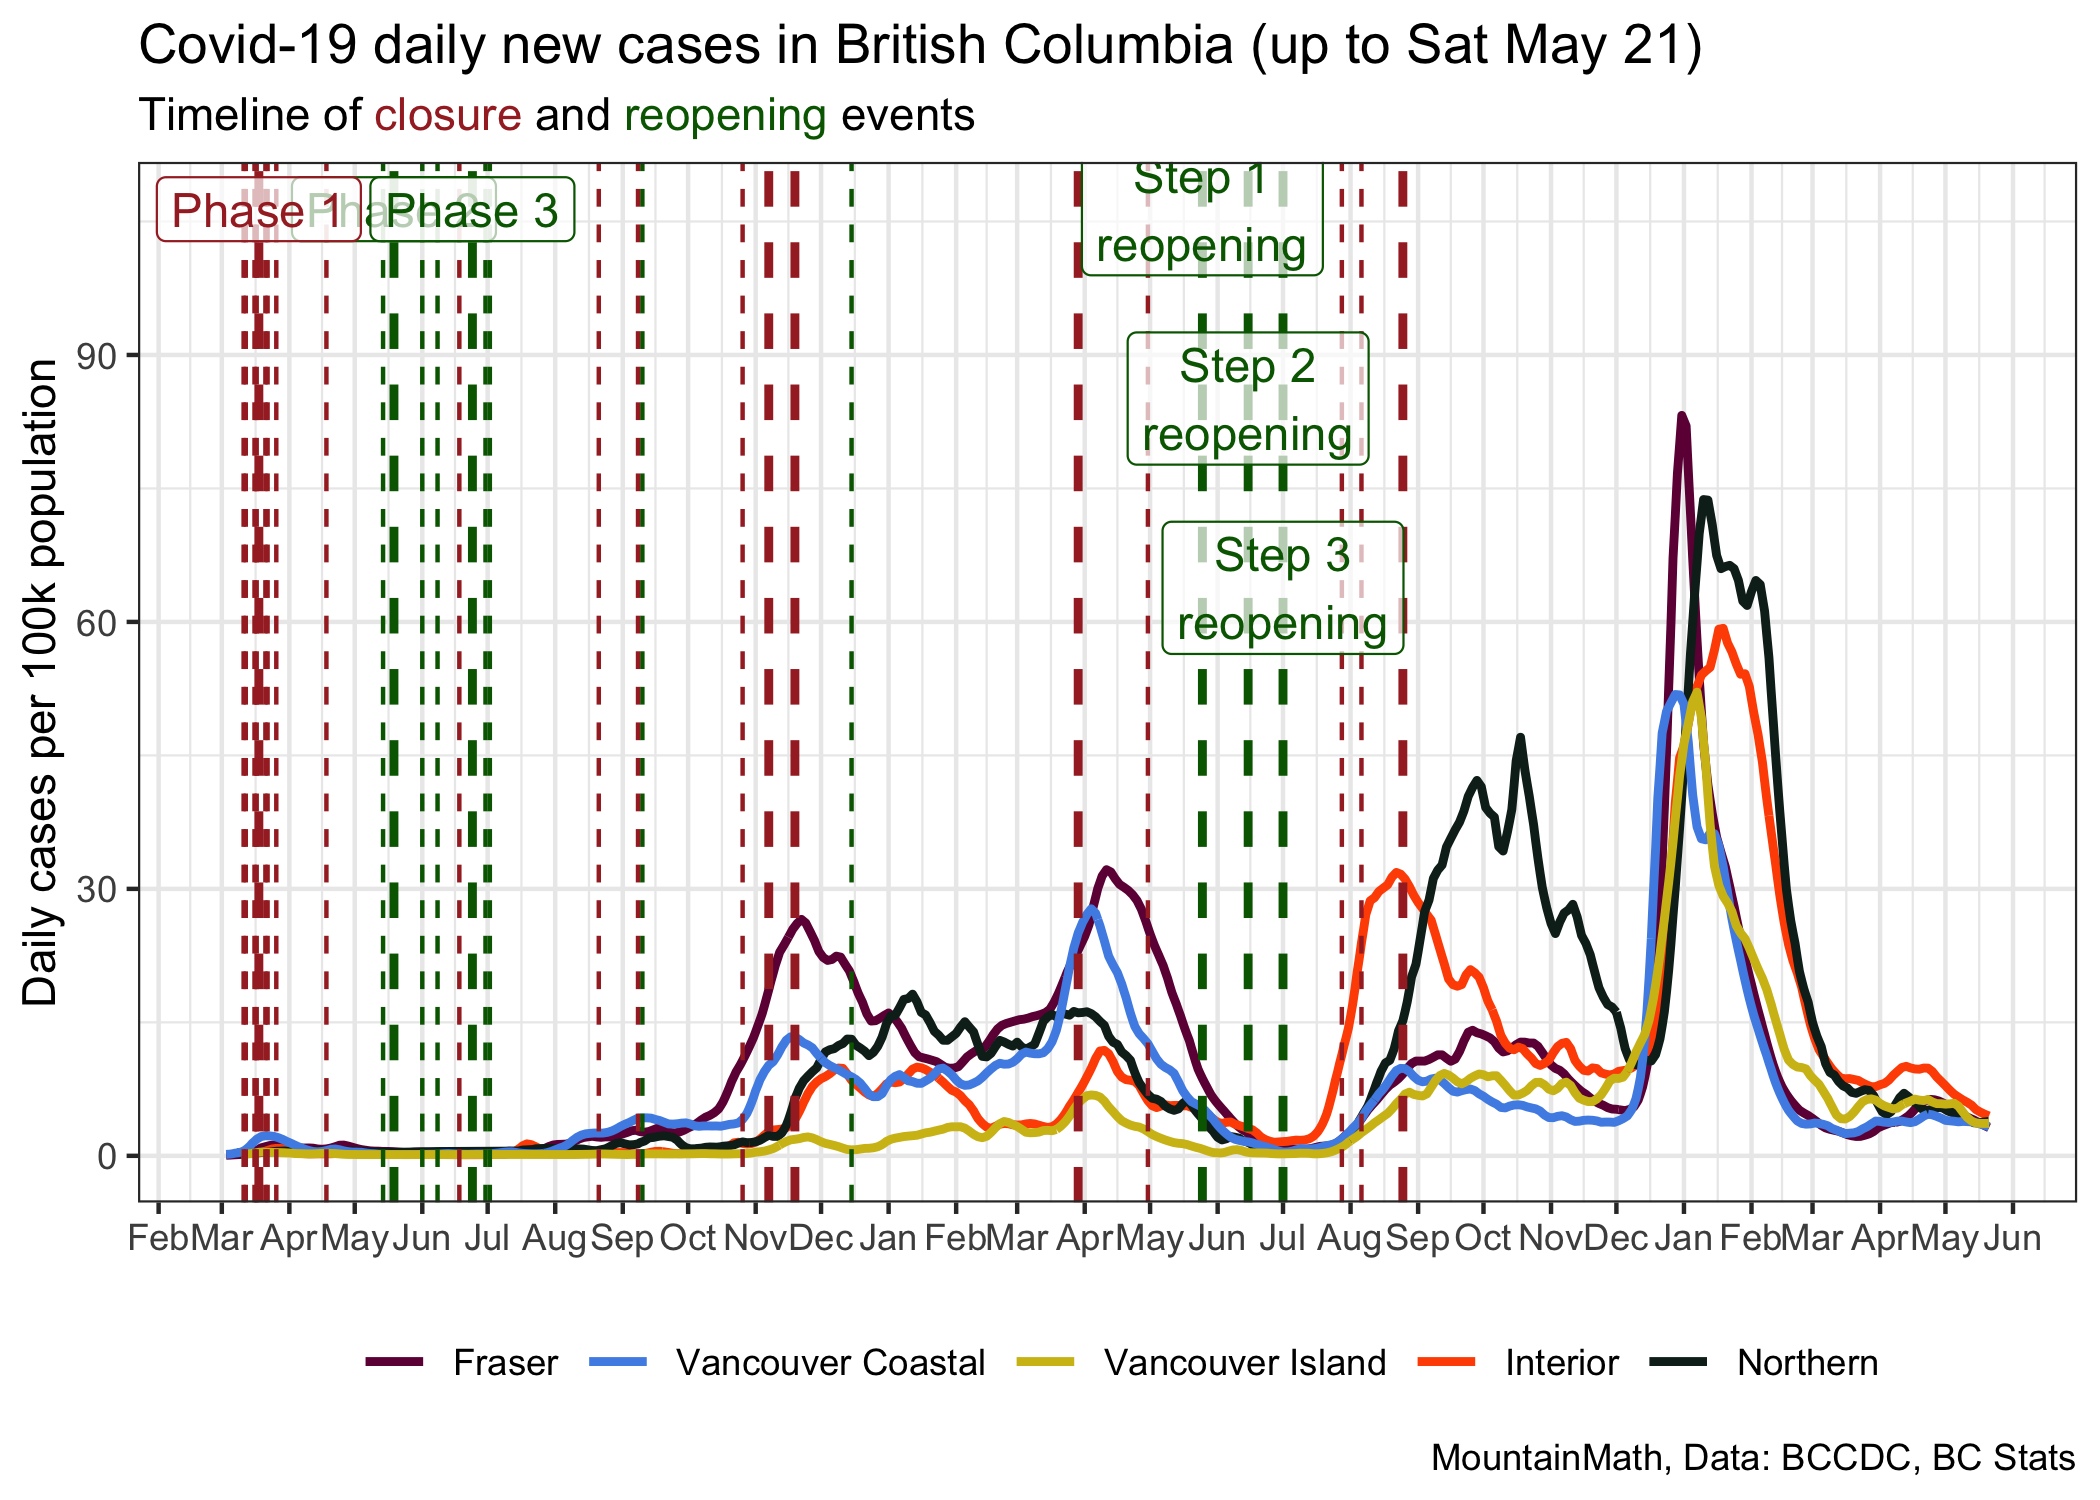 Covid-19 daily new cases in British Columbia (up to Sat May 21)
Timeline of closure and reopening events
Phase 1
Phase 2
Phase 3
Step 1
reopening
Step 2
reopening
Step 3
reopening
Daily cases per 100k population
90
60
30
0
Feb Mar Apr May Jun Jul Aug Sep Oct Nov Dec Jan Feb Mar Apr May Jun Jul Aug Sep Oct Nov Dec Jan Feb Mar Apr May Jun
Fraser Vancouver Coastal Vancouver Island Interior Northern
MountainMath, Data: BCCDC, BC Stats